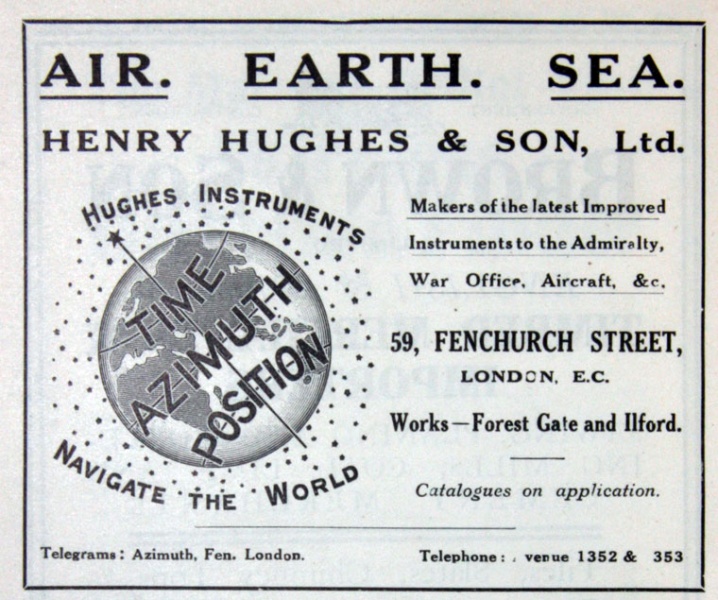 AIR. EARTH. SEA.
HENRY HUGHES & SON, Ltd.
HUGHES INSTRUMENTS
TIME
AZIMUTH
POSITION
NAVIGATE THE WORLD
Makers of the latest Improved
Instruments to the Admiralty,
War Office, Aircraft, &c.
59, FENCHURCH STREET,
LONDON, E.C.
Works—Forest Gate and Ilford.
Catalogues on application.
Telegrams: Azimuth, Fen. London.
Telephone: venue 1352 & 353